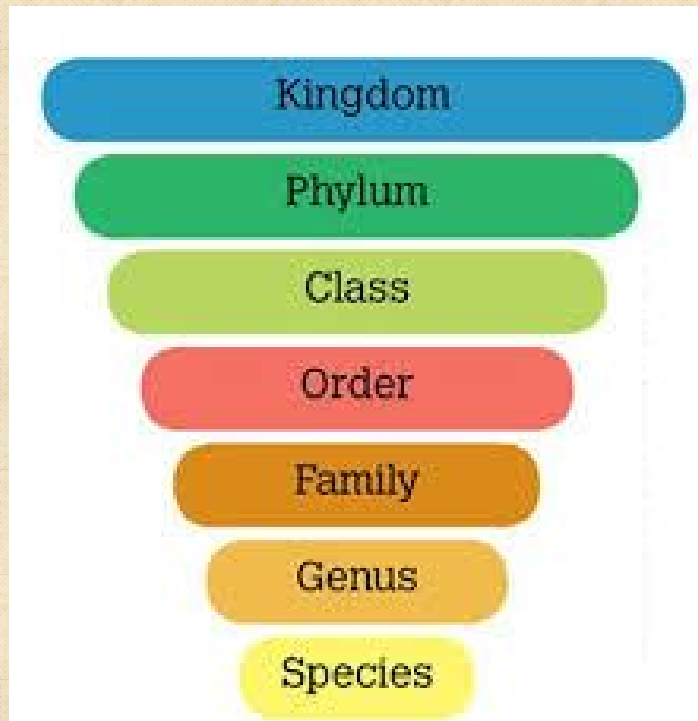 Kingdom
Phylum
Class
Order
Family
Genus
Species